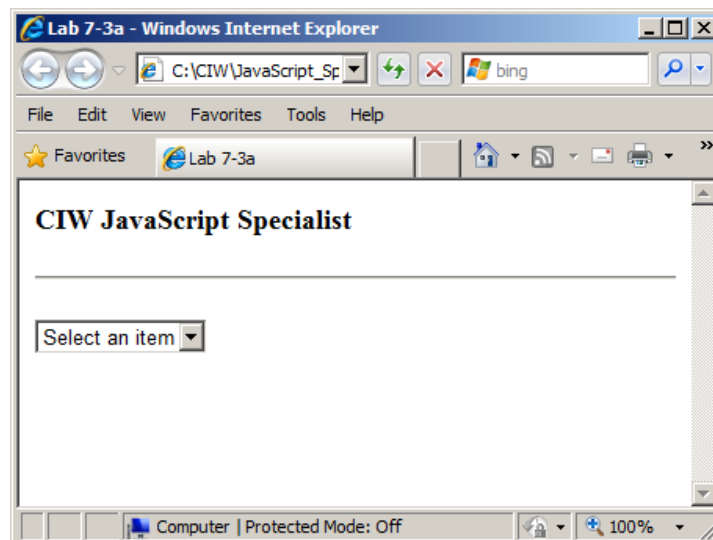 Lab 7-3a - Windows Internet Explorer
C:\CIW\JavaScript_Sp
bing
File Edit View Favorites Tools Help
Favorites
Lab 7-3a
»
CIW JavaScript Specialist
Select an item
Computer | Protected Mode: Off
100%